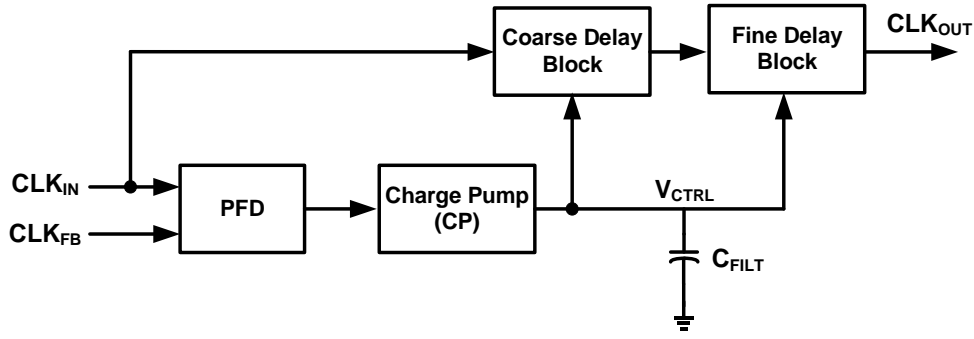 Coarse Delay
Block
Fine Delay
Block
CLKOUT
CLKIN
CLKFB
PFD
Charge Pump
(CP)
VCTRL
CFILT